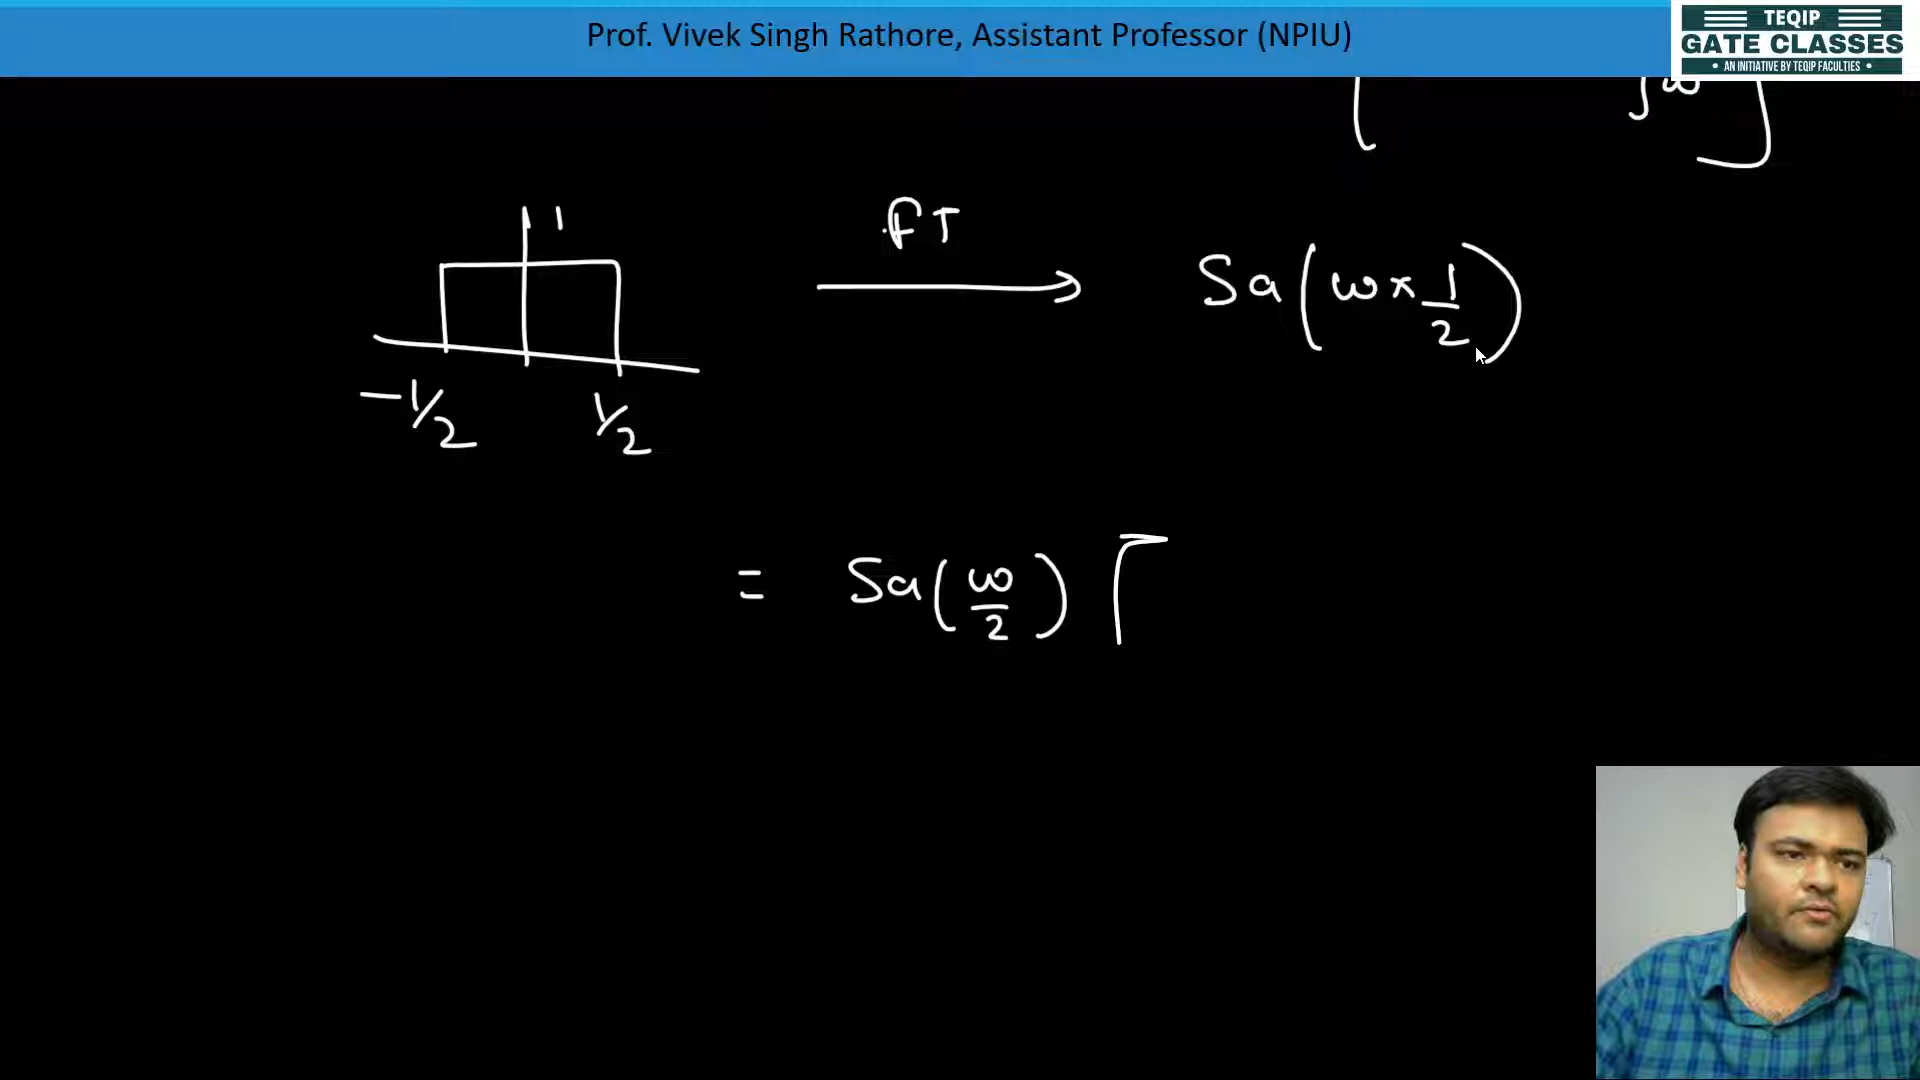 Prof. Vivek Singh Rathore, Assistant Professor (NPIU)
TEQIP
GATE CLASSES
• AN INITIATIVE BY TEQIP FACULTIES •
[ jω ]
1
FT
Sa(ω×1/2)
-1/2 1/2
= Sa(ω/2) [